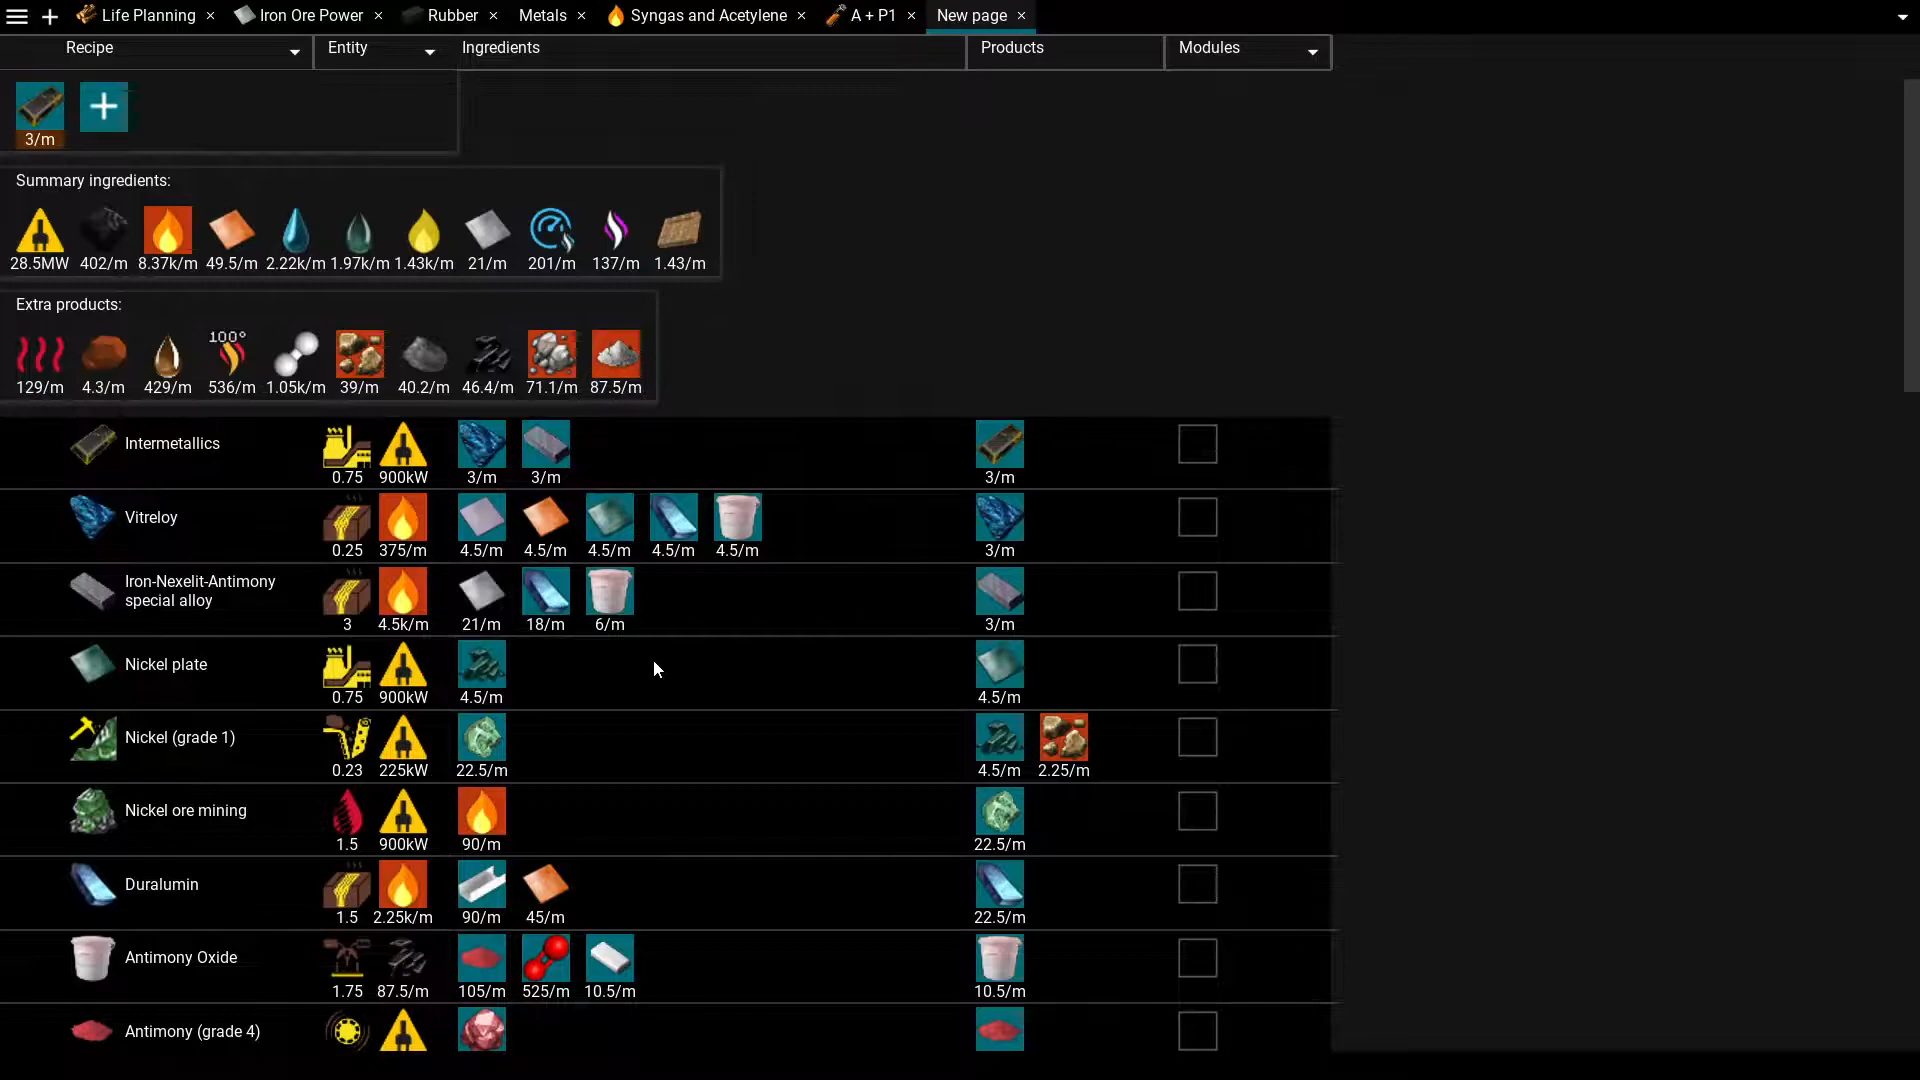 Life Planning × Iron Ore Power × Rubber × Metals × Syngas and Acetylene × A + P1 × New page ×
Recipe Entity Ingredients Products Modules
3/m
Summary ingredients:
28.5MW 402/m 8.37k/m 49.5/m 2.22k/m 1.97k/m 1.43k/m 21/m 201/m 137/m 1.43/m
Extra products:
100°
129/m 4.3/m 429/m 536/m 1.05k/m 39/m 40.2/m 46.4/m 71.1/m 87.5/m
Intermetallics
0.75 900kW 3/m 3/m 3/m
Vitreloy
0.25 375/m 4.5/m 4.5/m 4.5/m 4.5/m 4.5/m 3/m
Iron-Nexelit-Antimony
special alloy
3 4.5k/m 21/m 18/m 6/m 3/m
Nickel plate
0.75 900kW 4.5/m 4.5/m
Nickel (grade 1)
0.23 225kW 22.5/m 4.5/m 2.25/m
Nickel ore mining
1.5 900kW 90/m 22.5/m
Duralumin
1.5 2.25k/m 90/m 45/m 22.5/m
Antimony Oxide
1.75 87.5/m 105/m 525/m 10.5/m 10.5/m
Antimony (grade 4)